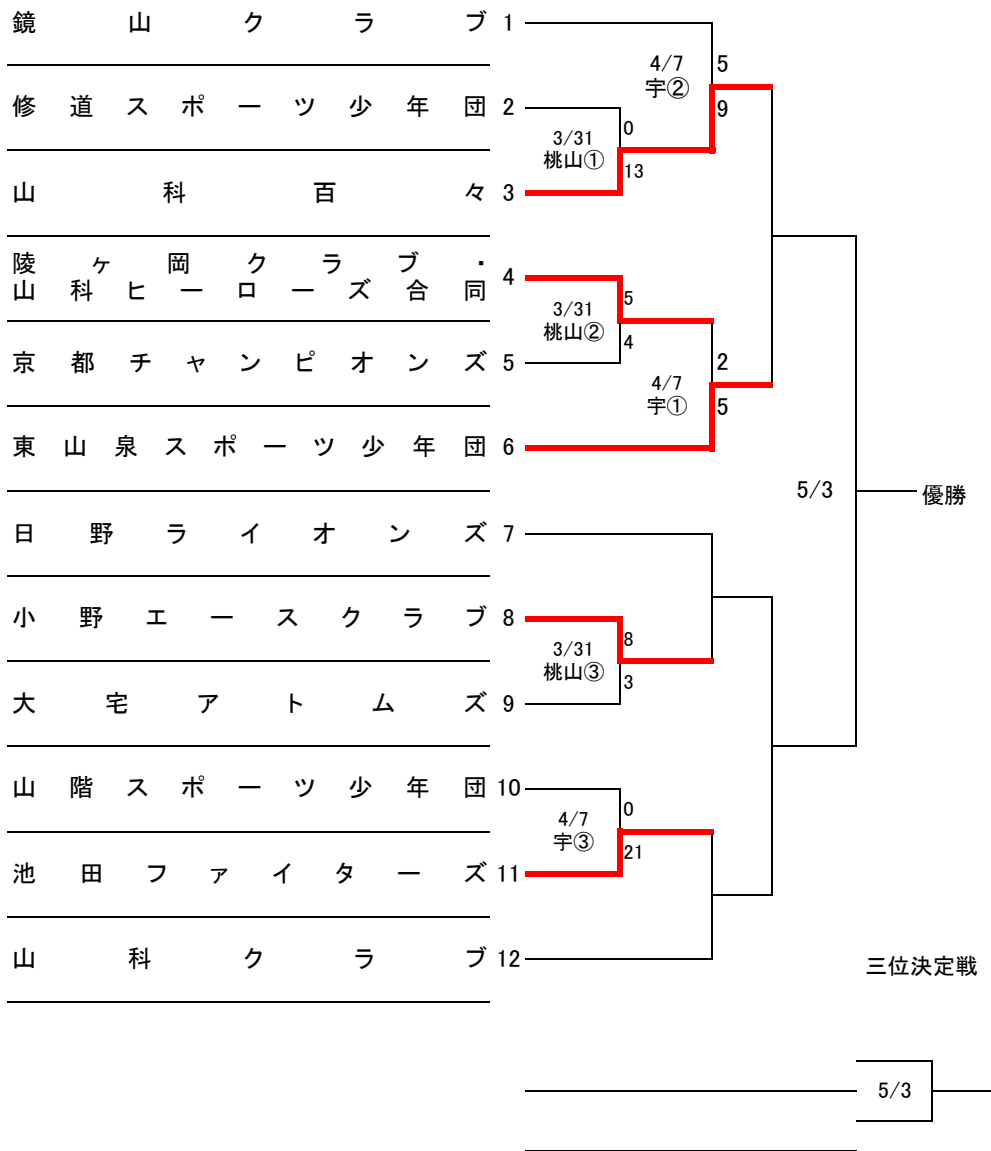 鏡山クラブ 1
4/7 5
宇② 9
修道スポーツ少年団 2
3/31 0
桃山① 13
山科百々 3
陵ヶ岡クラブ・
山科ヒーローズ合同 4
3/31 5
桃山② 4
京都チャンピオンズ 5
4/7 2
宇① 5
東山泉スポーツ少年団 6
5/3 優勝
日野ライオンズ 7
小野エースクラブ 8
3/31 8
桃山③ 3
大宅アトムズ 9
山階スポーツ少年団 10
4/7 0
宇③ 21
池田ファイターズ 11
山科クラブ 12
三位決定戦
5/3